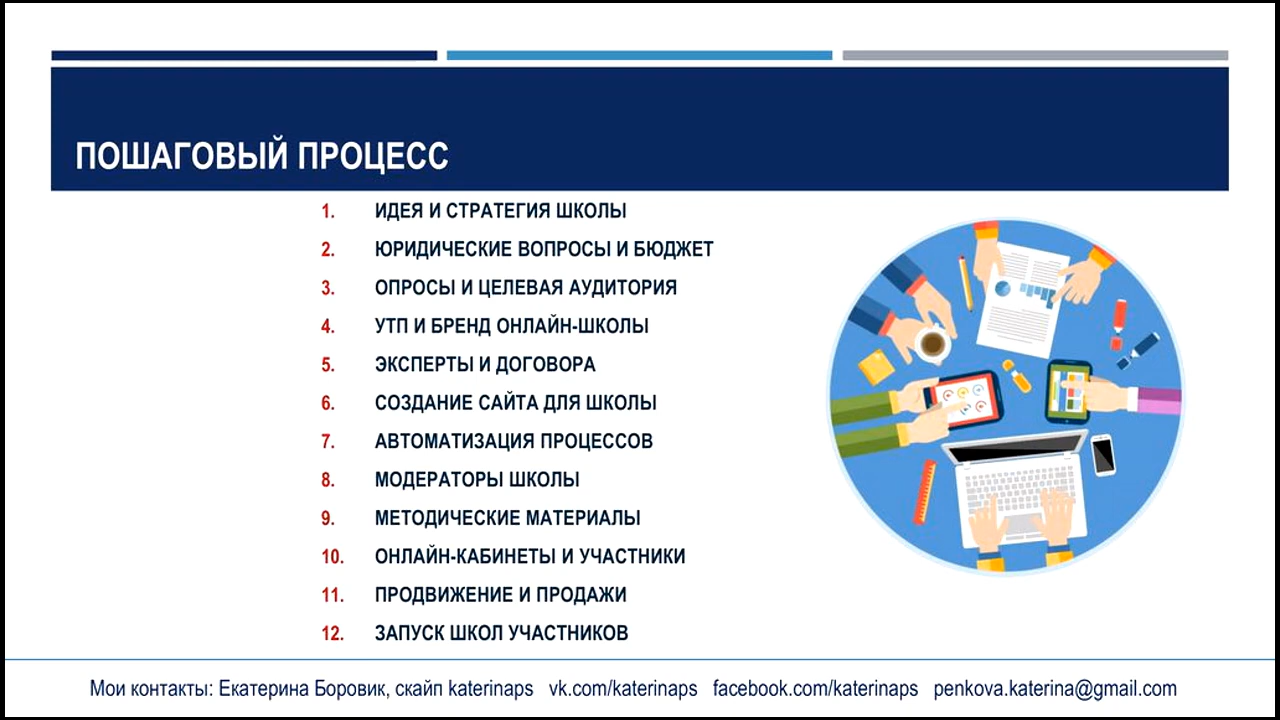 ПОШАГОВЫЙ ПРОЦЕСС
1. ИДЕЯ И СТРАТЕГИЯ ШКОЛЫ
2. ЮРИДИЧЕСКИЕ ВОПРОСЫ И БЮДЖЕТ
3. ОПРОСЫ И ЦЕЛЕВАЯ АУДИТОРИЯ
4. УТП И БРЕНД ОНЛАЙН-ШКОЛЫ
5. ЭКСПЕРТЫ И ДОГОВОРА
6. СОЗДАНИЕ САЙТА ДЛЯ ШКОЛЫ
7. АВТОМАТИЗАЦИЯ ПРОЦЕССОВ
8. МОДЕРАТОРЫ ШКОЛЫ
9. МЕТОДИЧЕСКИЕ МАТЕРИАЛЫ
10. ОНЛАЙН-КАБИНЕТЫ И УЧАСТНИКИ
11. ПРОДВИЖЕНИЕ И ПРОДАЖИ
12. ЗАПУСК ШКОЛ УЧАСТНИКОВ
Мои контакты: Екатерина Боровик, скайп katerinaps vk.com/katerinaps facebook.com/katerinaps penkova.katerina@gmail.com